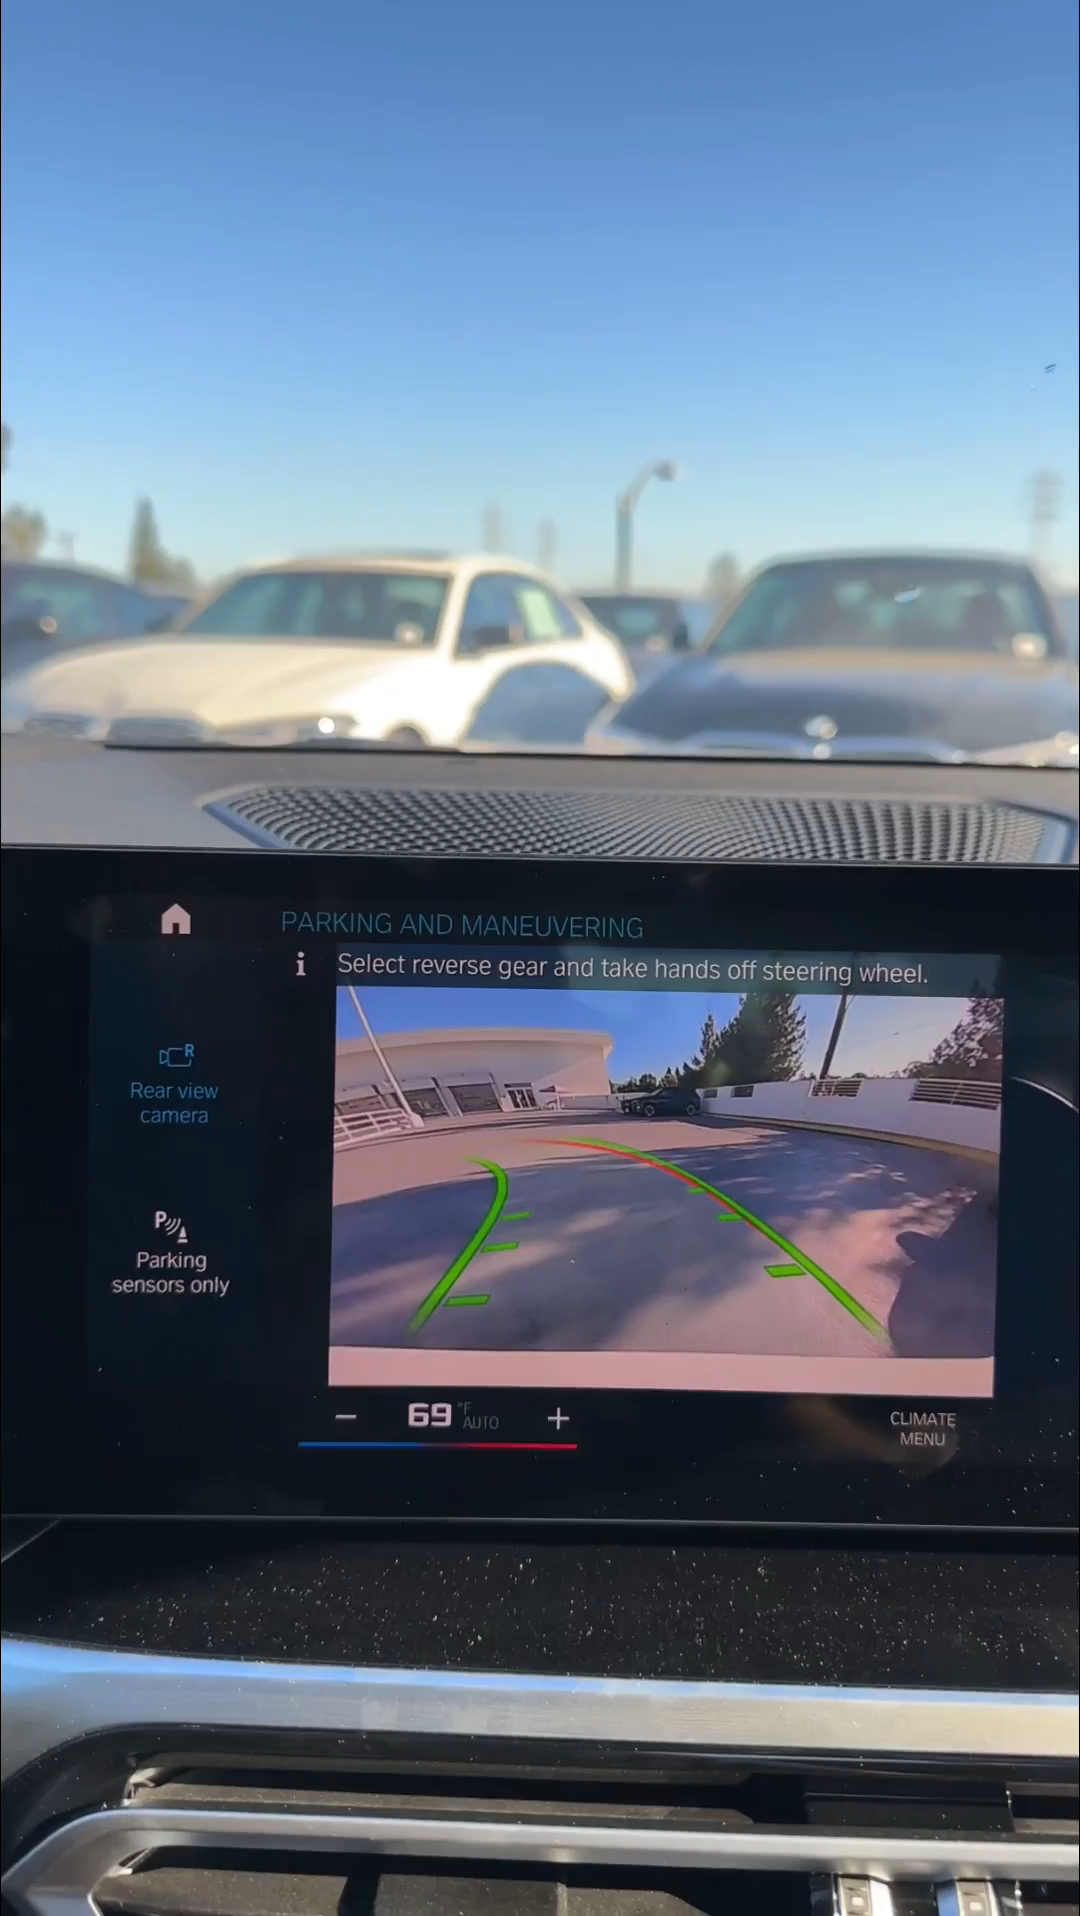 PARKING AND MANEUVERING
i Select reverse gear and take hands off steering wheel.
R
Rear view
camera
P
Parking
sensors only
− 69 °F AUTO +
CLIMATE
MENU